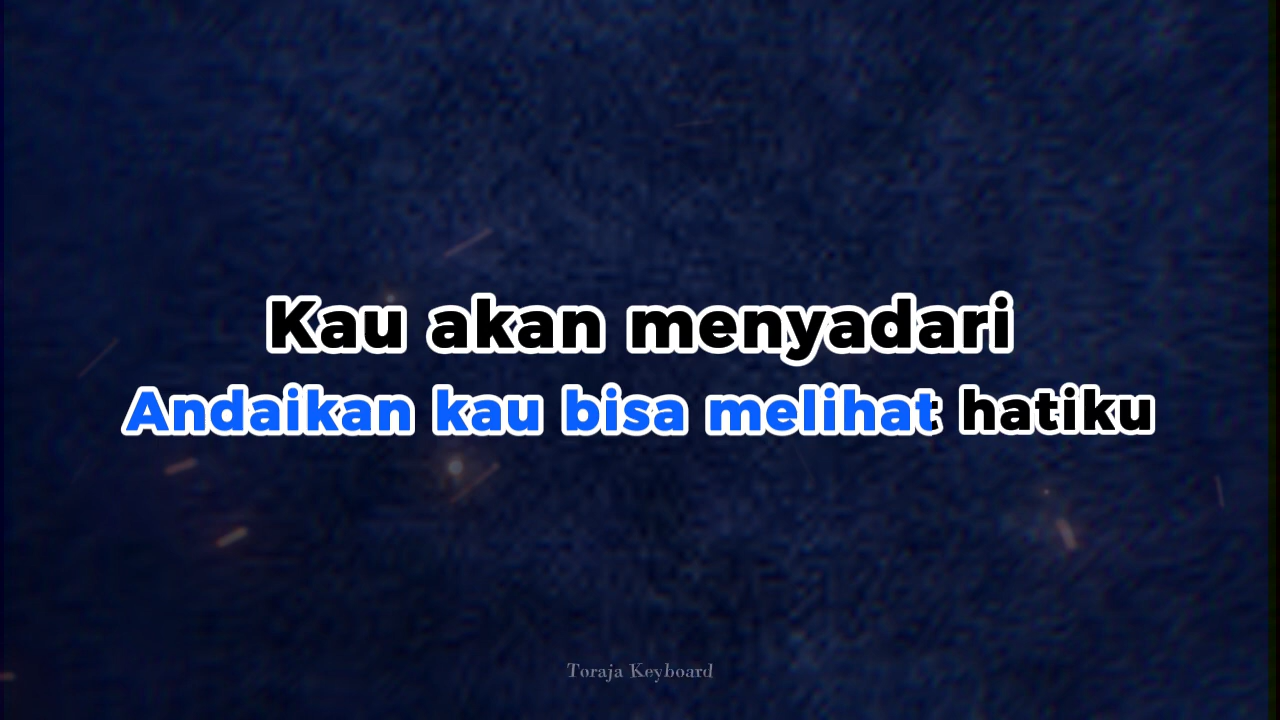 Kau akan menyadari
Andaikan kau bisa melihat hatiku
Toraja Keyboard